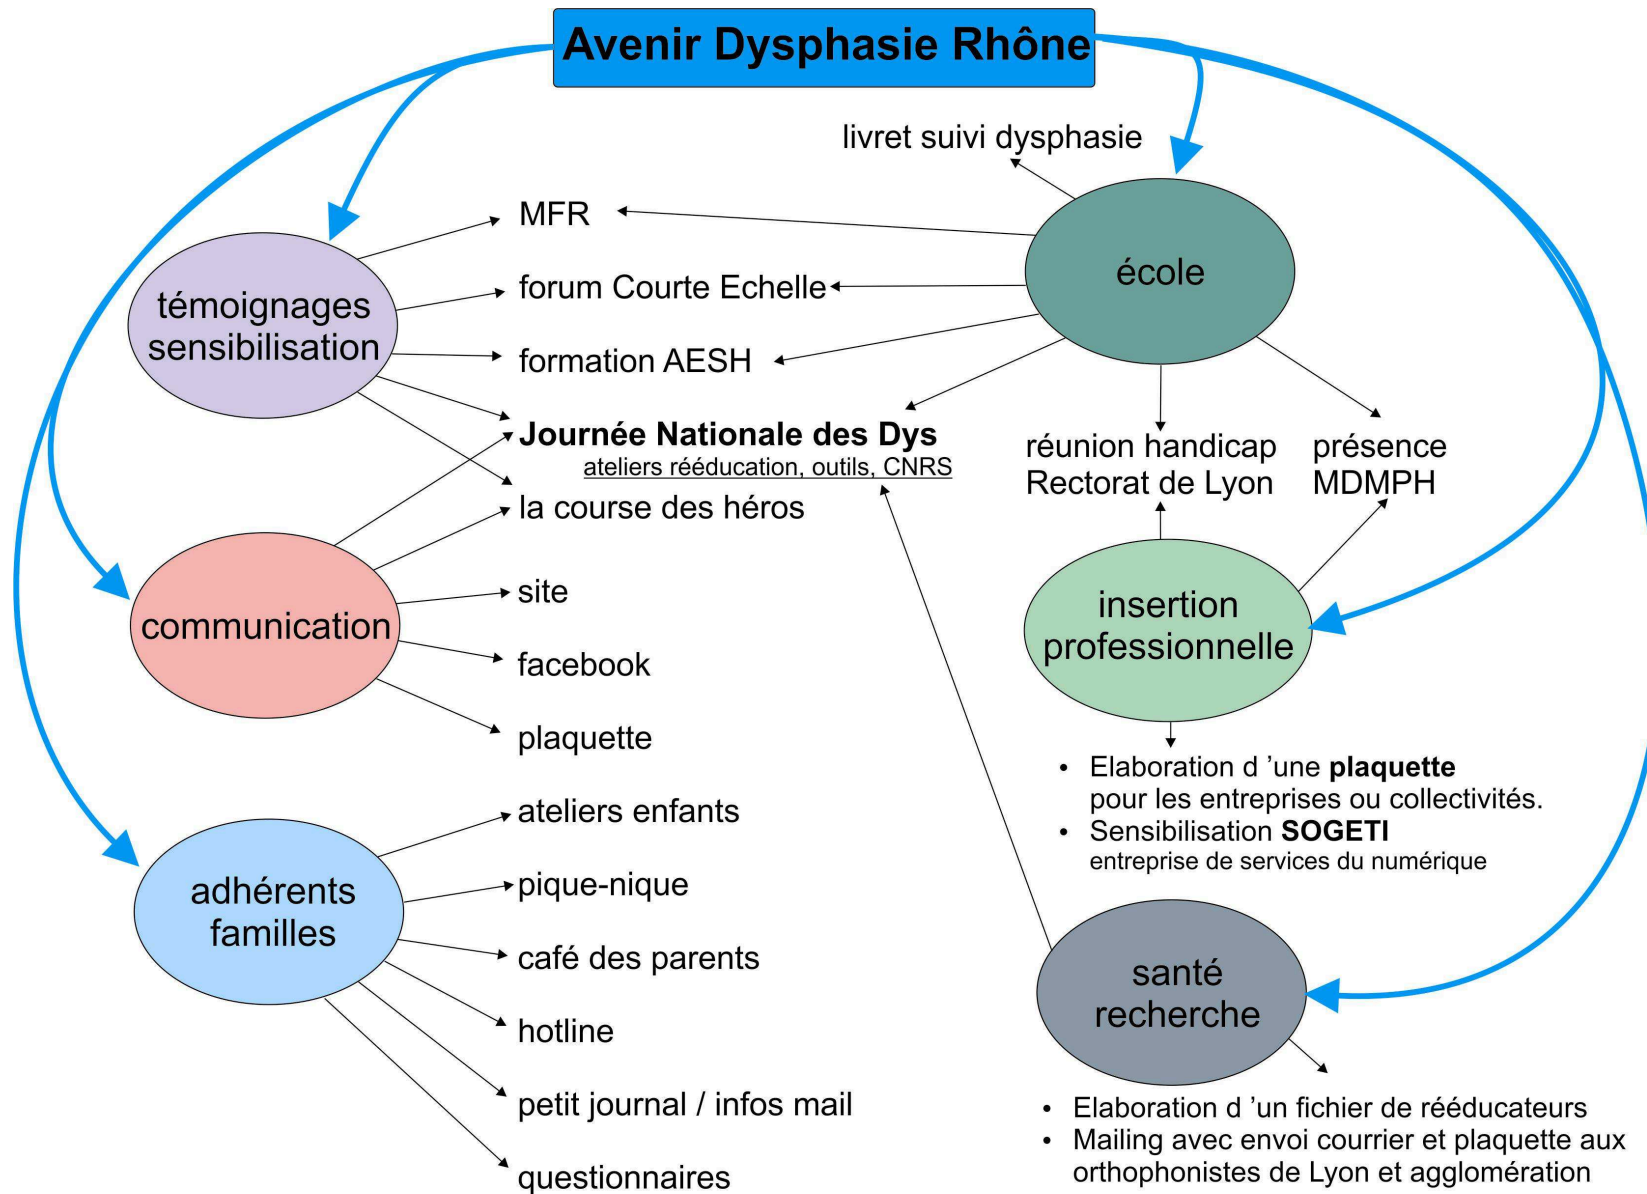 Avenir Dysphasie Rhône
livret suivi dysphasie
MFR
école
forum Courte Echelle
témoignages
sensibilisation
formation AESH
Journée Nationale des Dys
ateliers rééducation, outils, CNRS
la course des héros
réunion handicap
Rectorat de Lyon
présence
MDMPH
communication
site
facebook
plaquette
insertion
professionnelle
• Elaboration d ’une plaquette
pour les entreprises ou collectivités.
• Sensibilisation SOGETI
entreprise de services du numérique
adhérents
familles
ateliers enfants
pique-nique
café des parents
hotline
petit journal / infos mail
questionnaires
santé
recherche
• Elaboration d ’un fichier de rééducateurs
• Mailing avec envoi courrier et plaquette aux
orthophonistes de Lyon et agglomération